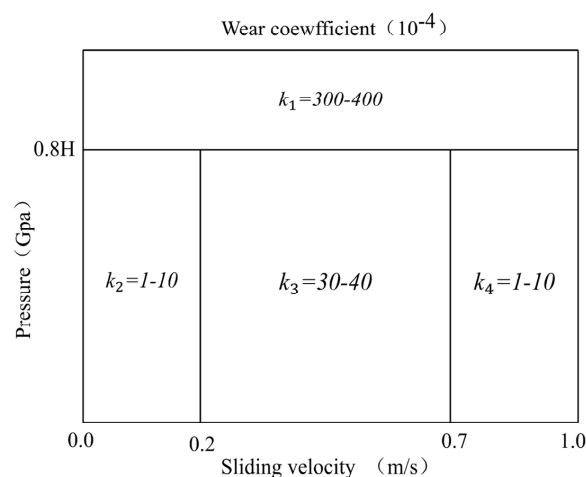 Wear coewfficient（10⁻⁴）
k₁=300-400
0.8H
Pressure（Gpa）
k₂=1-10
k₃=30-40
k₄=1-10
0.0
0.2
0.7
1.0
Sliding velocity （m/s）